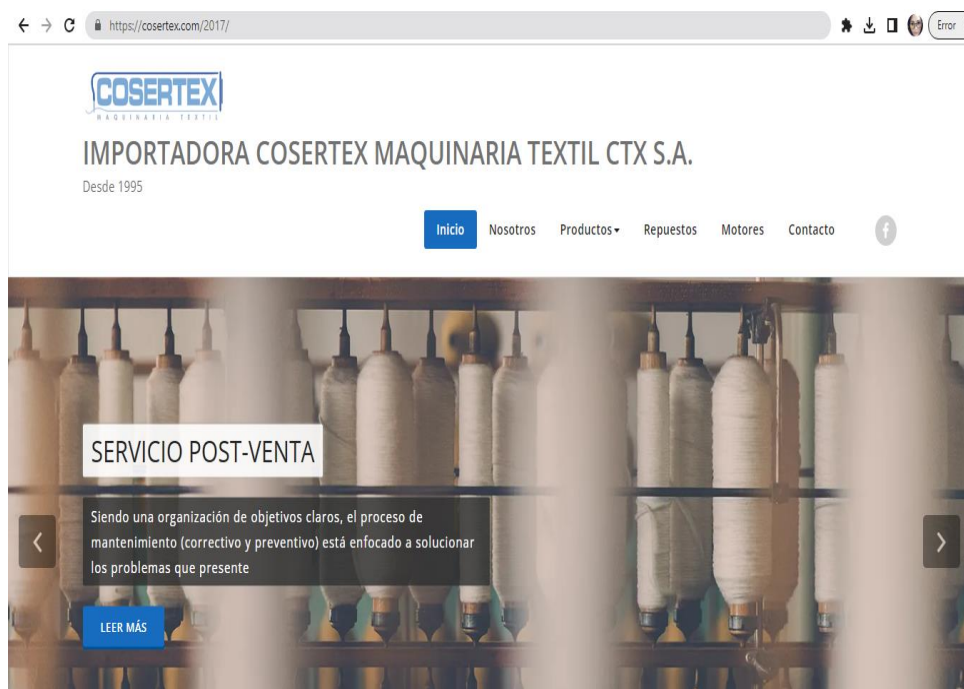 https://cosertex.com/2017/
Error
COSERTEX
MAQUINARIA TEXTIL
IMPORTADORA COSERTEX MAQUINARIA TEXTIL CTX S.A.
Desde 1995
Inicio Nosotros Productos Repuestos Motores Contacto
f
SERVICIO POST-VENTA
Siendo una organización de objetivos claros, el proceso de
mantenimiento (correctivo y preventivo) está enfocado a solucionar
los problemas que presente
LEER MÁS